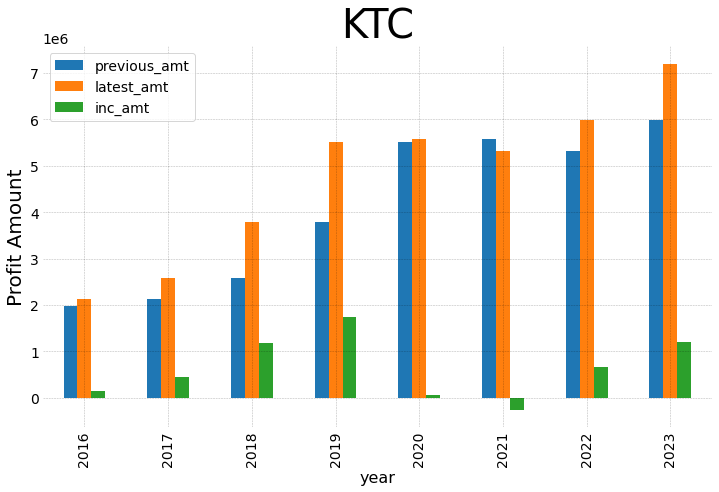 KTC
1e6
previous_amt
latest_amt
inc_amt
7
6
5
4
3
2
1
0
Profit Amount
2016
2017
2018
2019
2020
2021
2022
2023
year